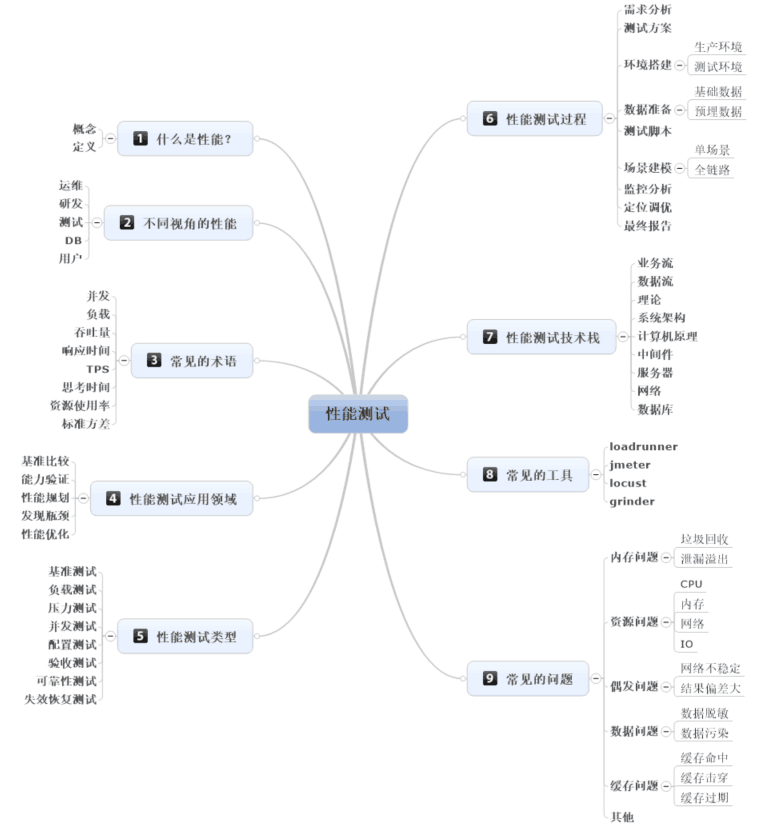 性能测试
1 什么是性能？
概念
定义
2 不同视角的性能
运维
研发
测试
DB
用户
3 常见的术语
并发
负载
吞吐量
响应时间
TPS
思考时间
资源使用率
标准方差
4 性能测试应用领域
基准比较
能力验证
性能规划
发现瓶颈
性能优化
5 性能测试类型
基准测试
负载测试
压力测试
并发测试
配置测试
验收测试
可靠性测试
失效恢复测试
6 性能测试过程
需求分析
测试方案
环境搭建
生产环境
测试环境
数据准备
基础数据
预埋数据
测试脚本
场景建模
单场景
全链路
监控分析
定位调优
最终报告
7 性能测试技术栈
业务流
数据流
理论
系统架构
计算机原理
中间件
服务器
网络
数据库
8 常见的工具
loadrunner
jmeter
locust
grinder
9 常见的问题
内存问题
垃圾回收
泄漏溢出
资源问题
CPU
内存
网络
IO
偶发问题
网络不稳定
结果偏差大
数据问题
数据脱敏
数据污染
缓存问题
缓存命中
缓存击穿
缓存过期
其他